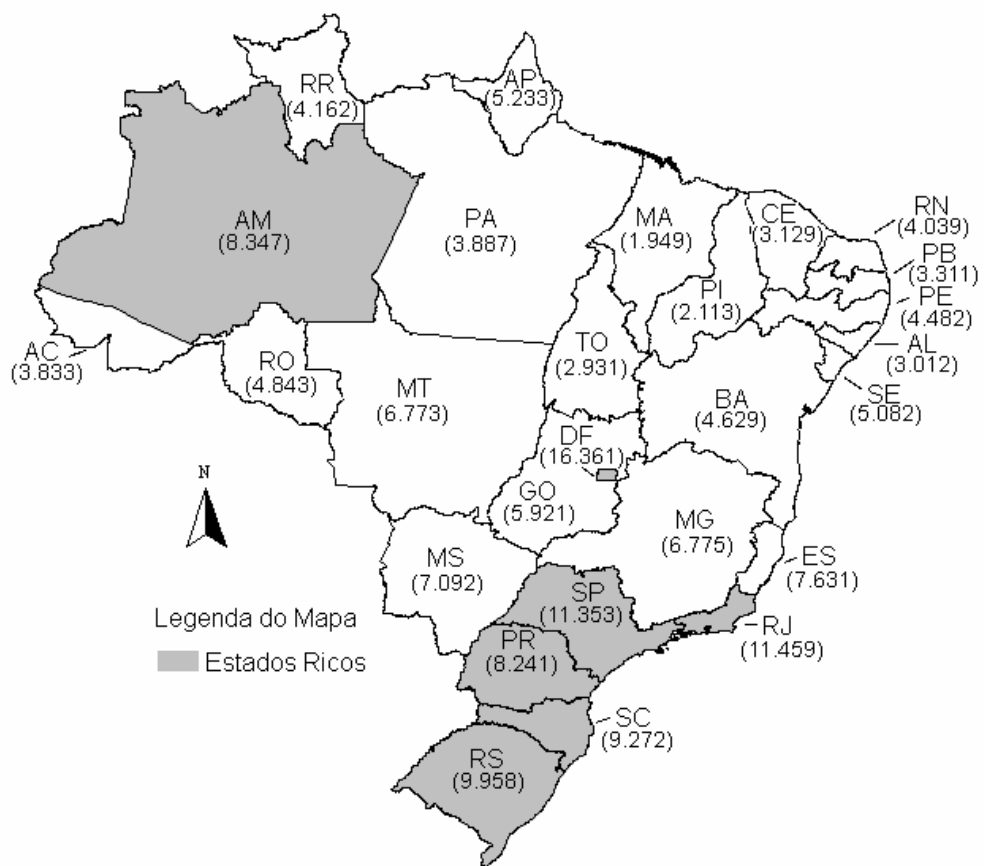 RR
(4.162)
AP
(5.233)
AM
(8.347)
PA
(3.887)
MA
(1.949)
CE
(3.129)
RN
(4.039)
PB
(3.311)
PI
(2.113)
PE
(4.482)
AC
(3.833)
RO
(4.843)
TO
(2.931)
AL
(3.012)
MT
(6.773)
BA
(4.629)
SE
(5.082)
DF
(16.361)
N
GO
(5.921)
MG
(6.775)
MS
(7.092)
ES
(7.631)
SP
(11.353)
Legenda do Mapa
RJ
(11.459)
PR
(8.241)
Estados Ricos
SC
(9.272)
RS
(9.958)